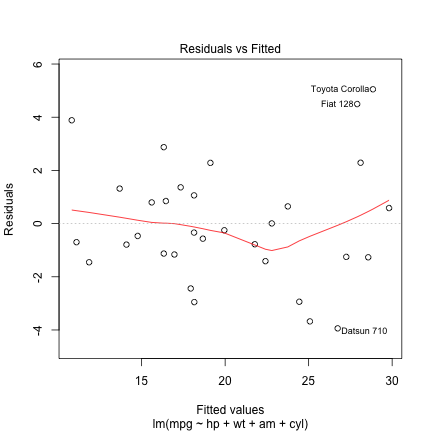 Residuals vs Fitted
6
4
2
0
-2
-4
Residuals
Toyota Corolla
Fiat 128
Datsun 710
15 20 25 30
Fitted values
lm(mpg ~ hp + wt + am + cyl)